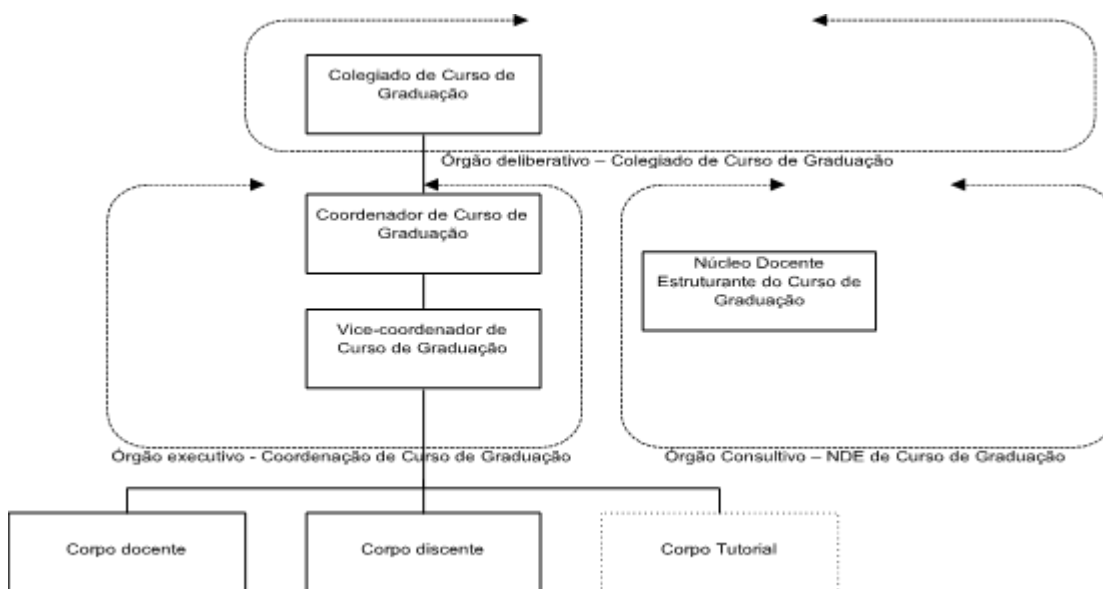 Colegiado de Curso de
Graduação
Órgão deliberativo – Colegiado de Curso de Graduação
Coordenador de Curso de
Graduação
Núcleo Docente
Estruturante do Curso de
Graduação
Vice-coordenador de
Curso de Graduação
Órgão executivo - Coordenação de Curso de Graduação
Órgão Consultivo – NDE de Curso de Graduação
Corpo docente
Corpo discente
Corpo Tutorial